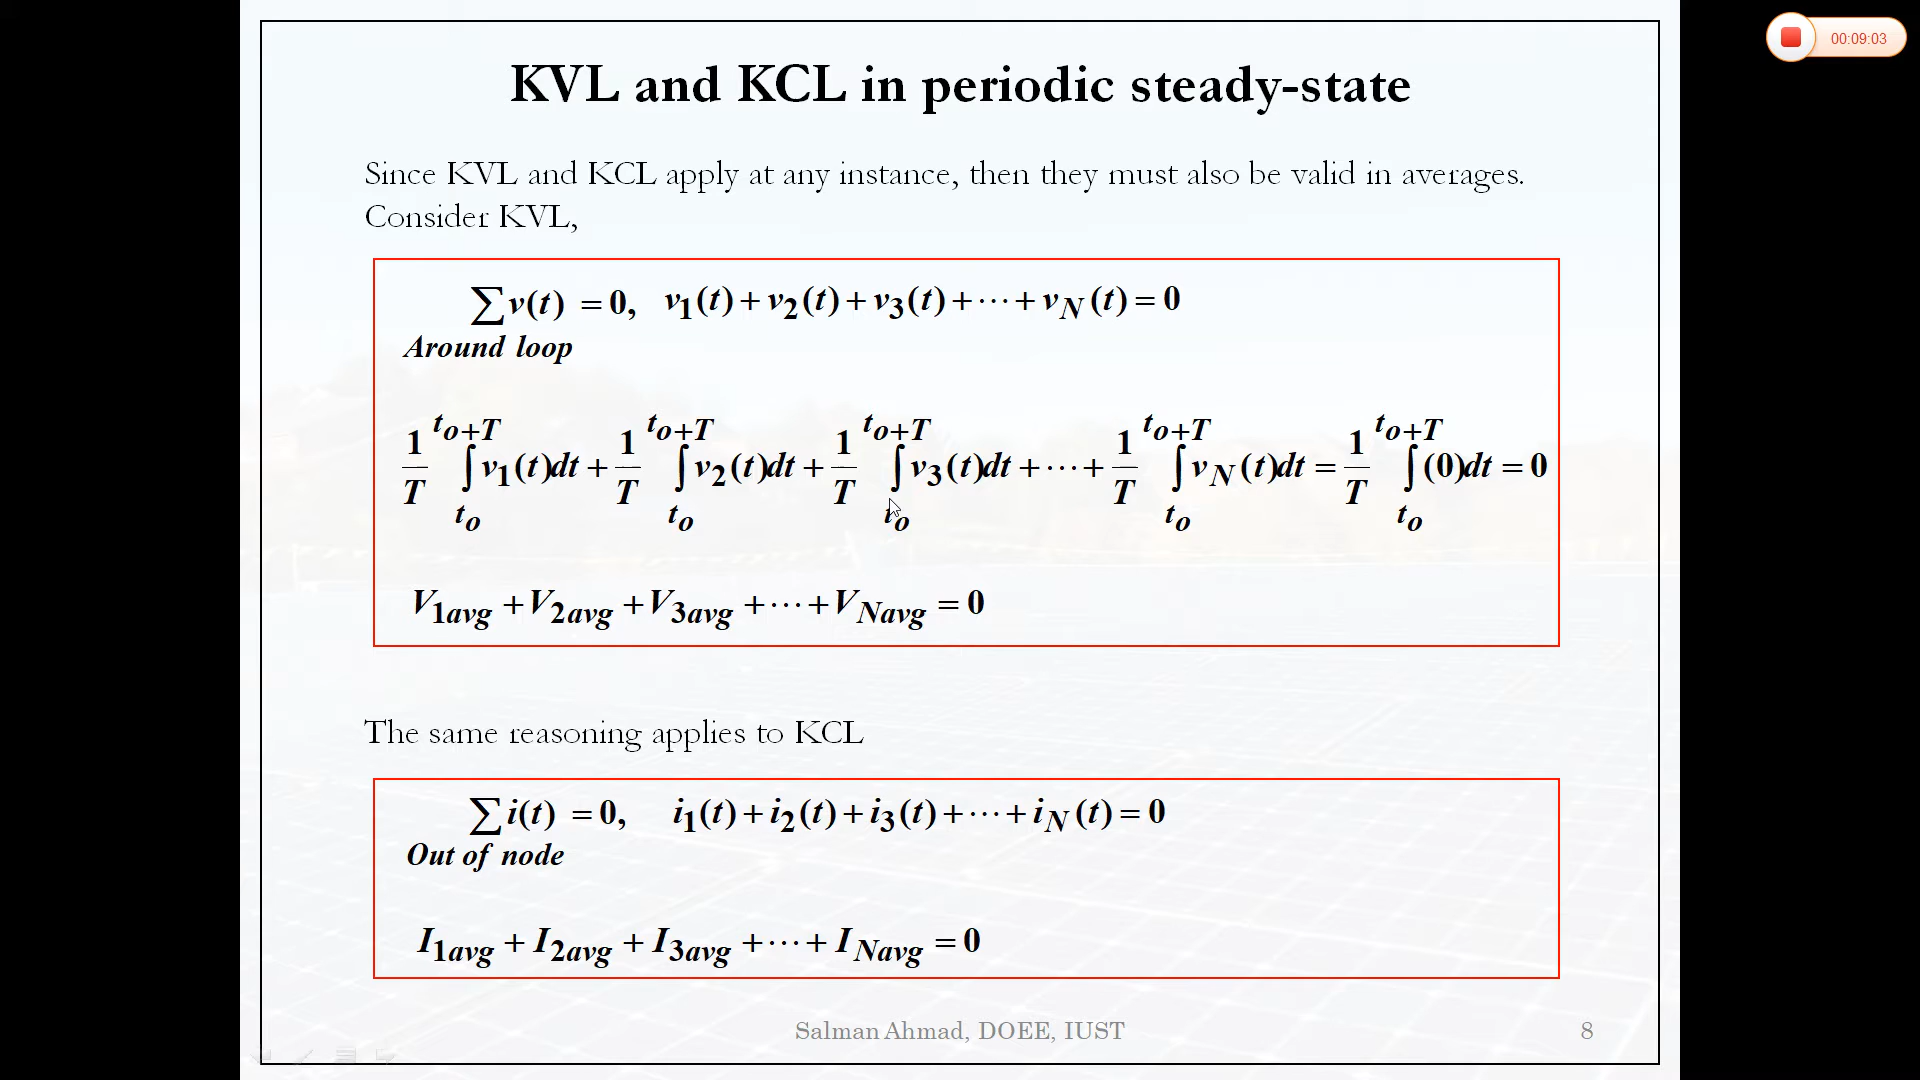 00:09:03
KVL and KCL in periodic steady-state
Since KVL and KCL apply at any instance, then they must also be valid in averages.
Consider KVL,
∑v(t) = 0, v1(t) + v2(t) + v3(t) + ⋯ + vN(t) = 0
Around loop
1/T ∫_{to}^{to+T} v1(t)dt + 1/T ∫_{to}^{to+T} v2(t)dt + 1/T ∫_{to}^{to+T} v3(t)dt + ⋯ + 1/T ∫_{to}^{to+T} vN(t)dt = 1/T ∫_{to}^{to+T} (0)dt = 0
V1avg + V2avg + V3avg + ⋯ + VNavg = 0
The same reasoning applies to KCL
∑i(t) = 0, i1(t) + i2(t) + i3(t) + ⋯ + iN(t) = 0
Out of node
I1avg + I2avg + I3avg + ⋯ + INavg = 0
Salman Ahmad, DOEE, IUST 8